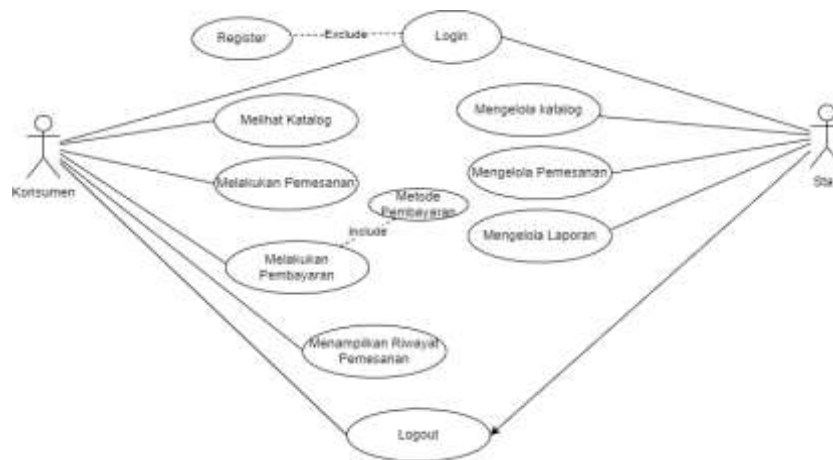 Register
Exclude
Login
Melihat Katalog
Mengelola katalog
Konsumen
Melakukan Pemesanan
Mengelola Pemesanan
Metode
Pembayaran
Mengelola Laporan
include
Melakukan
Pembayaran
Menampilkan Riwayat
Pemesanan
Logout